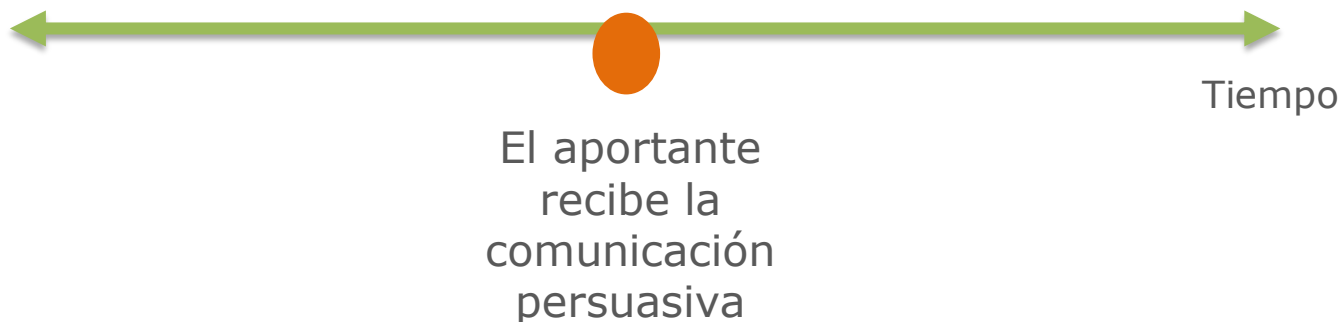 Tiempo
El aportante
recibe la
comunicación
persuasiva